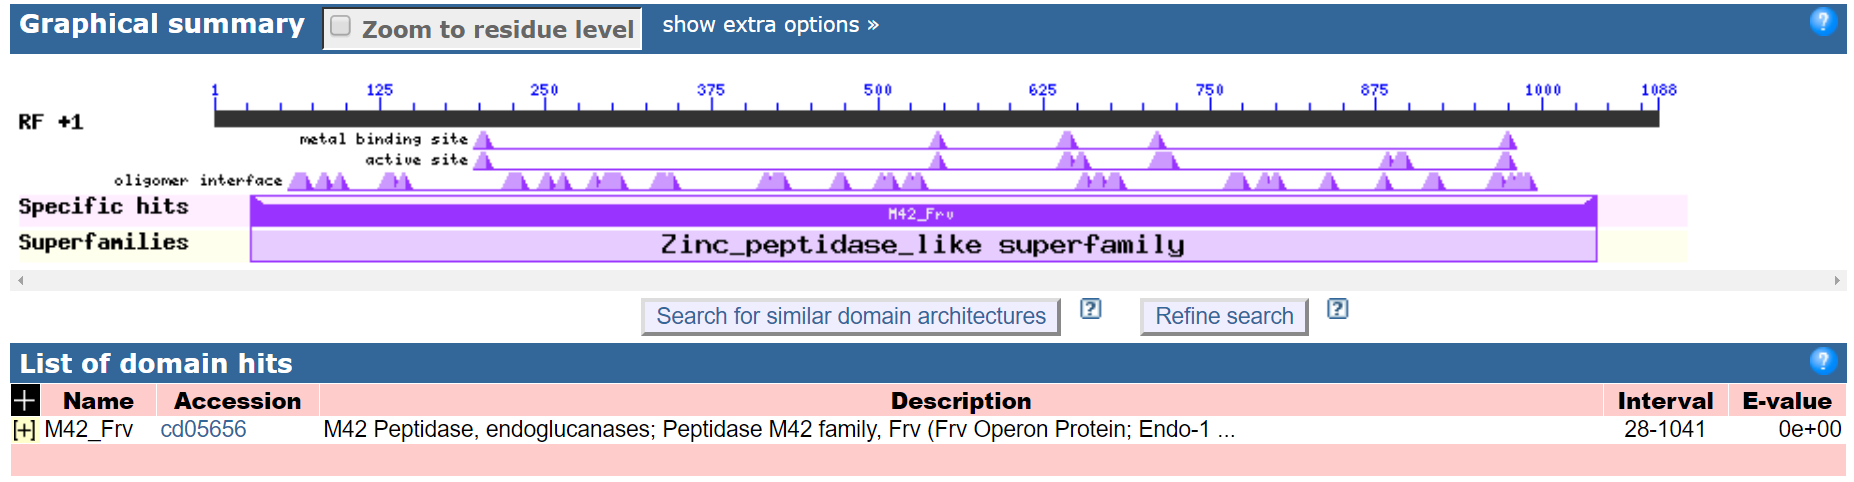 Graphical summary Zoom to residue level show extra options » ?
1 125 250 375 500 625 750 875 1000 1088
RF +1
metal binding site
active site
oligomer interface
Specific hits M42_Frv
Superfamilies Zinc_peptidase_like superfamily
Search for similar domain architectures ? Refine search ?
List of domain hits ?
+ Name Accession Description Interval E-value
[+] M42_Frv cd05656 M42 Peptidase, endoglucanases; Peptidase M42 family, Frv (Frv Operon Protein; Endo-1 ... 28-1041 0e+00